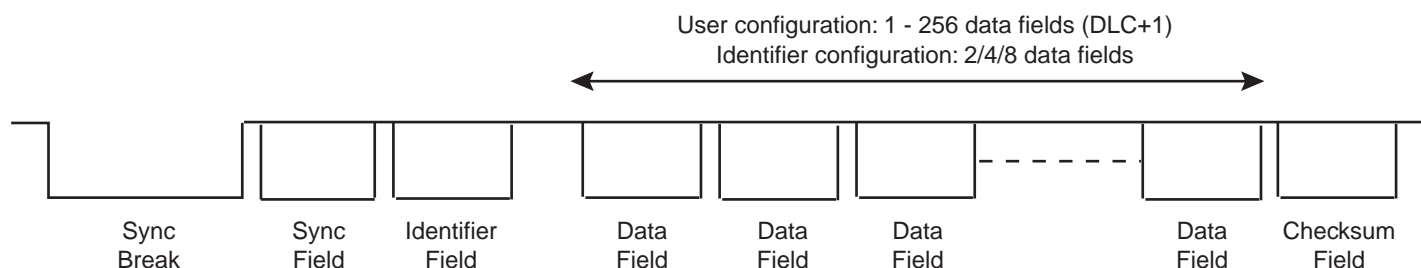 User configuration: 1 - 256 data fields (DLC+1)
Identifier configuration: 2/4/8 data fields
Sync
Break
Sync
Field
Identifier
Field
Data
Field
Data
Field
Data
Field
Data
Field
Checksum
Field